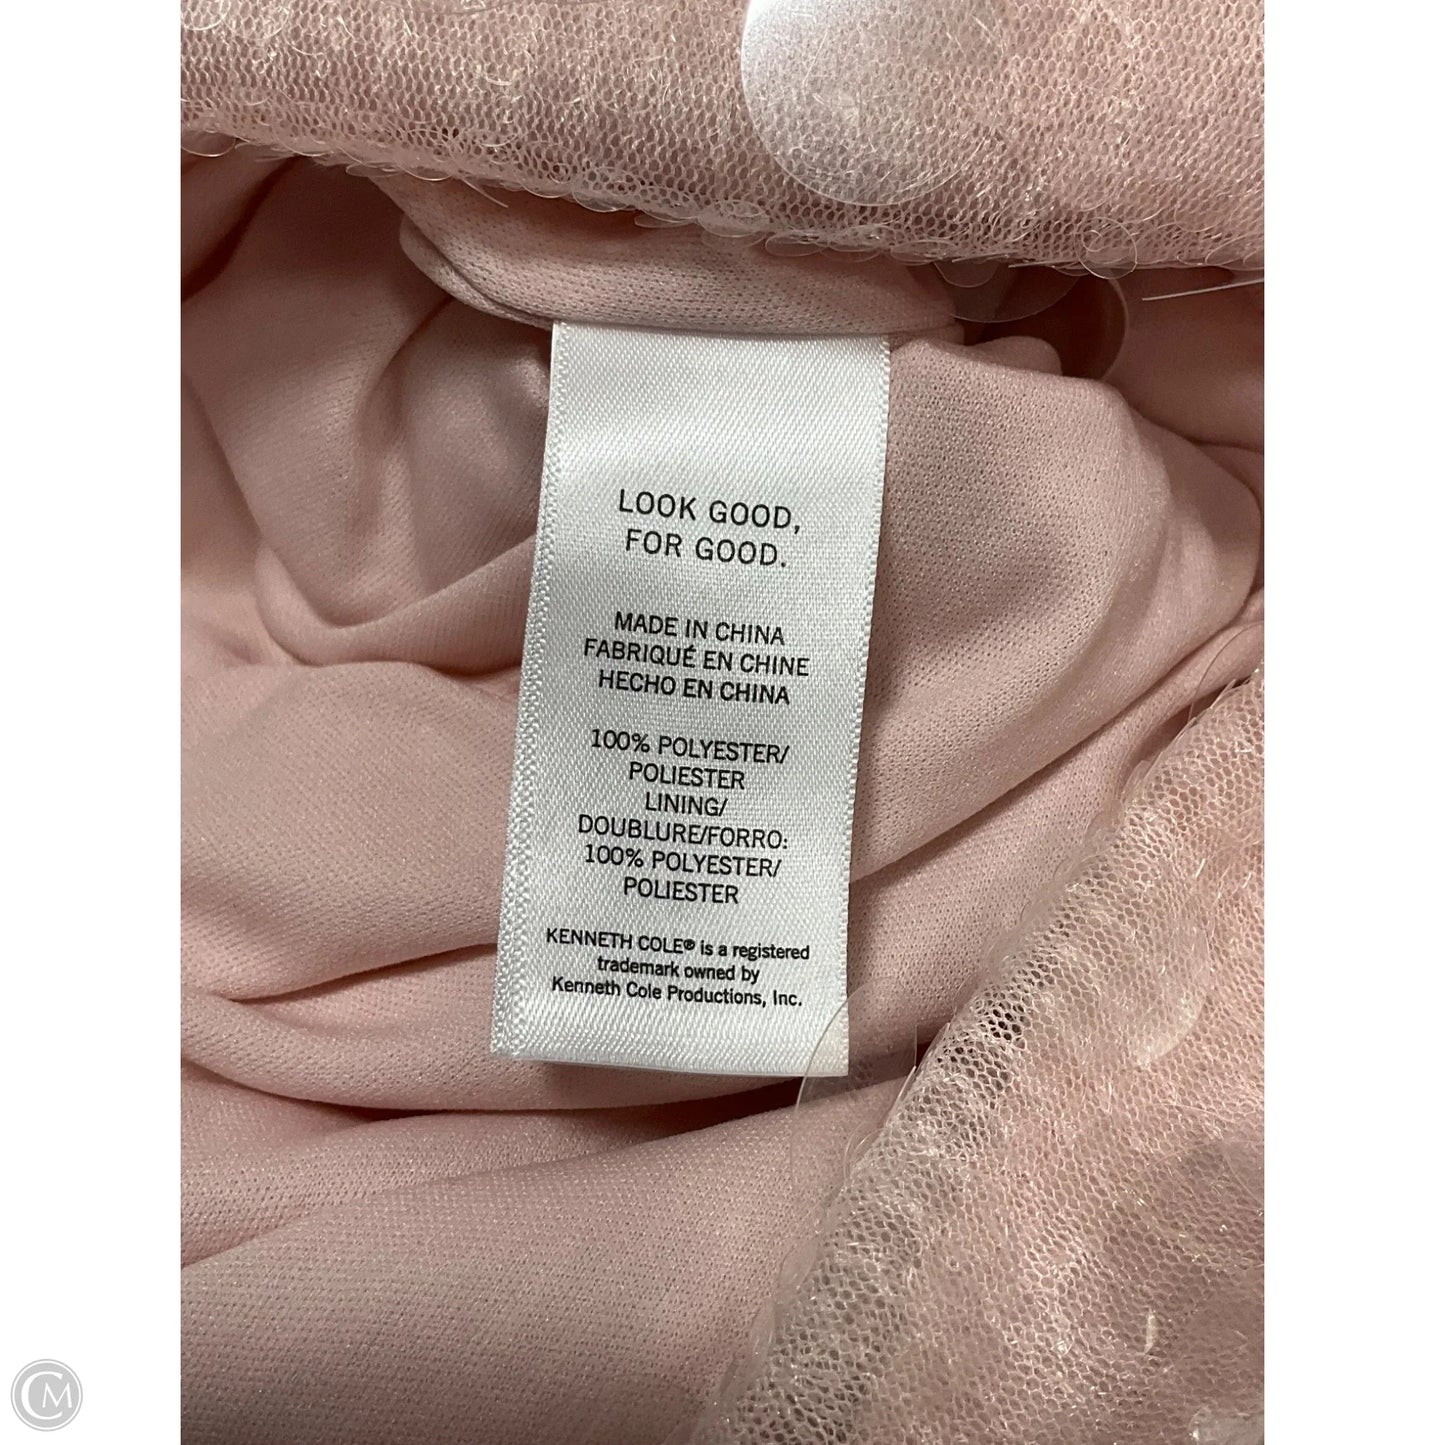 LOOK GOOD,
FOR GOOD.
MADE IN CHINA
FABRIQUÉ EN CHINE
HECHO EN CHINA
100% POLYESTER/
POLIESTER
LINING/
DOUBLURE/FORRO:
100% POLYESTER/
POLIESTER
KENNETH COLE® is a registered
trademark owned by
Kenneth Cole Productions, Inc.
CM